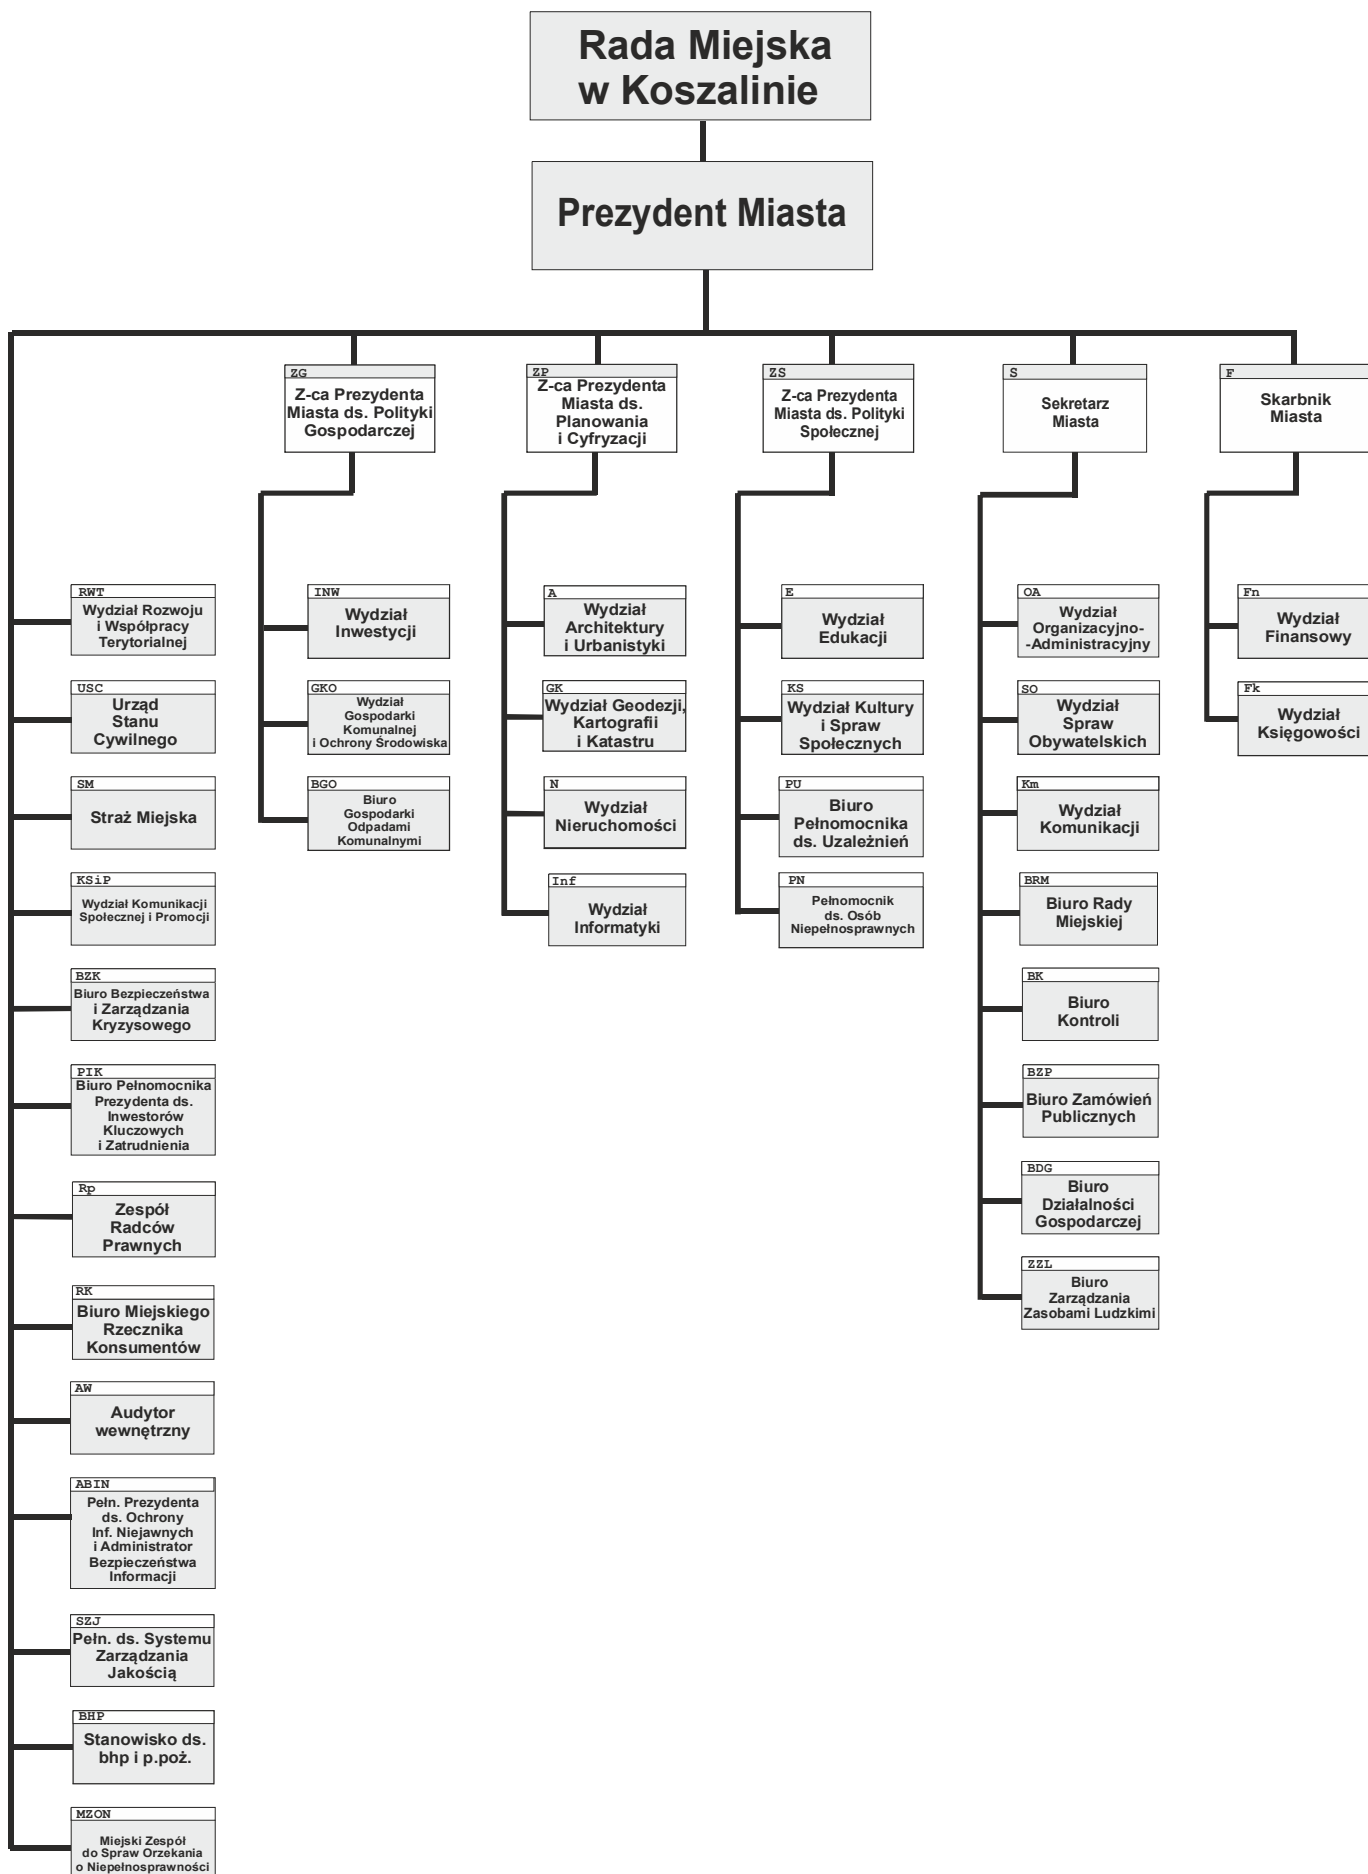 Rada Miejska
w Koszalinie
Prezydent Miasta
ZG
Z-ca Prezydenta
Miasta ds. Polityki
Gospodarczej
ZP
Z-ca Prezydenta
Miasta ds.
Planowania
i Cyfryzacji
ZS
Z-ca Prezydenta
Miasta ds. Polityki
Społecznej
S
Sekretarz
Miasta
F
Skarbnik
Miasta
RWT
Wydział Rozwoju
i Współpracy
Terytorialnej
USC
Urząd
Stanu
Cywilnego
SM
Straż Miejska
KSiP
Wydział Komunikacji
Społecznej i Promocji
BZK
Biuro Bezpieczeństwa
i Zarządzania
Kryzysowego
PIK
Biuro Pełnomocnika
Prezydenta ds.
Inwestorów
Kluczowych
i Zatrudnienia
Rp
Zespół
Radców
Prawnych
RK
Biuro Miejskiego
Rzecznika
Konsumentów
AW
Audytor
wewnętrzny
ABIN
Pełn. Prezydenta
ds. Ochrony
Inf. Niejawnych
i Administrator
Bezpieczeństwa
Informacji
SZJ
Pełn. ds. Systemu
Zarządzania
Jakością
BHP
Stanowisko ds.
bhp i p.poż.
MZON
Miejski Zespół
do Spraw Orzekania
o Niepełnosprawności
INW
Wydział
Inwestycji
GKO
Wydział
Gospodarki
Komunalnej
i Ochrony Środowiska
BGO
Biuro
Gospodarki
Odpadami
Komunalnymi
A
Wydział
Architektury
i Urbanistyki
GK
Wydział Geodezji,
Kartografii
i Katastru
N
Wydział
Nieruchomości
Inf
Wydział
Informatyki
E
Wydział
Edukacji
KS
Wydział Kultury
i Spraw
Społecznych
PU
Biuro
Pełnomocnika
ds. Uzależnień
PN
Pełnomocnik
ds. Osób
Niepełnosprawnych
OA
Wydział
Organizacyjno-
-Administracyjny
SO
Wydział
Spraw
Obywatelskich
Km
Wydział
Komunikacji
BRM
Biuro Rady
Miejskiej
BK
Biuro
Kontroli
BZP
Biuro Zamówień
Publicznych
BDG
Biuro
Działalności
Gospodarczej
ZZL
Biuro
Zarządzania
Zasobami Ludzkimi
Fn
Wydział
Finansowy
Fk
Wydział
Księgowości